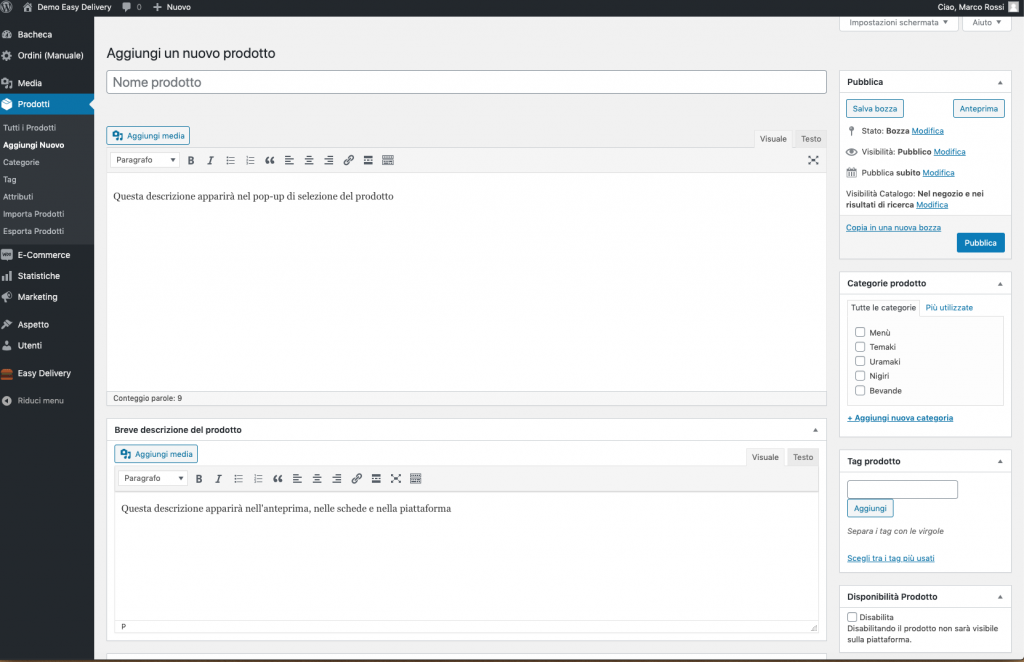 Demo Easy Delivery 0 Nuovo
Ciao, Marco Rossi
Bacheca
Ordini (Manuale)
Media
Prodotti
Tutti i Prodotti
Aggiungi Nuovo
Categorie
Tag
Attributi
Importa Prodotti
Esporta Prodotti
E-Commerce
Statistiche
Marketing
Aspetto
Utenti
Easy Delivery
Riduci menu
Impostazioni schermata ▼
Aiuto ▼
Aggiungi un nuovo prodotto
Nome prodotto
Aggiungi media
Visuale Testo
Paragrafo
Questa descrizione apparirà nel pop-up di selezione del prodotto
Conteggio parole: 9
Breve descrizione del prodotto
Aggiungi media
Visuale Testo
Paragrafo
Questa descrizione apparirà nell'anteprima, nelle schede e nella piattaforma
P
Pubblica
Salva bozza Anteprima
Stato: Bozza Modifica
Visibilità: Pubblico Modifica
Pubblica subito Modifica
Visibilità Catalogo: Nel negozio e nei
risultati di ricerca Modifica
Copia in una nuova bozza
Pubblica
Categorie prodotto
Tutte le categorie Più utilizzate
Menù
Temaki
Uramaki
Nigiri
Bevande
+ Aggiungi nuova categoria
Tag prodotto
Aggiungi
Separa i tag con le virgole
Scegli tra i tag più usati
Disponibilità Prodotto
Disabilita
Disabilitando il prodotto non sarà visibile
sulla piattaforma.